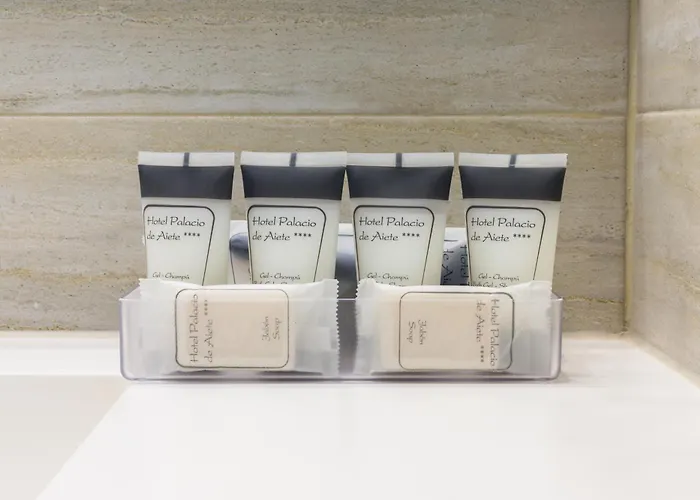 Hotel Palacio
de Aiete ****
Gel - Champú
Hotel Palacio
de Aiete ****
Gel - Champú
Hotel Palacio
de Aiete ****
Gel - Champú
Hotel Palacio
de Aiete ****
Gel - Champú
Hotel Palacio
de Aiete ****
Jabón
Soap
Hotel Palacio
de Aiete ****
Jabón
Soap